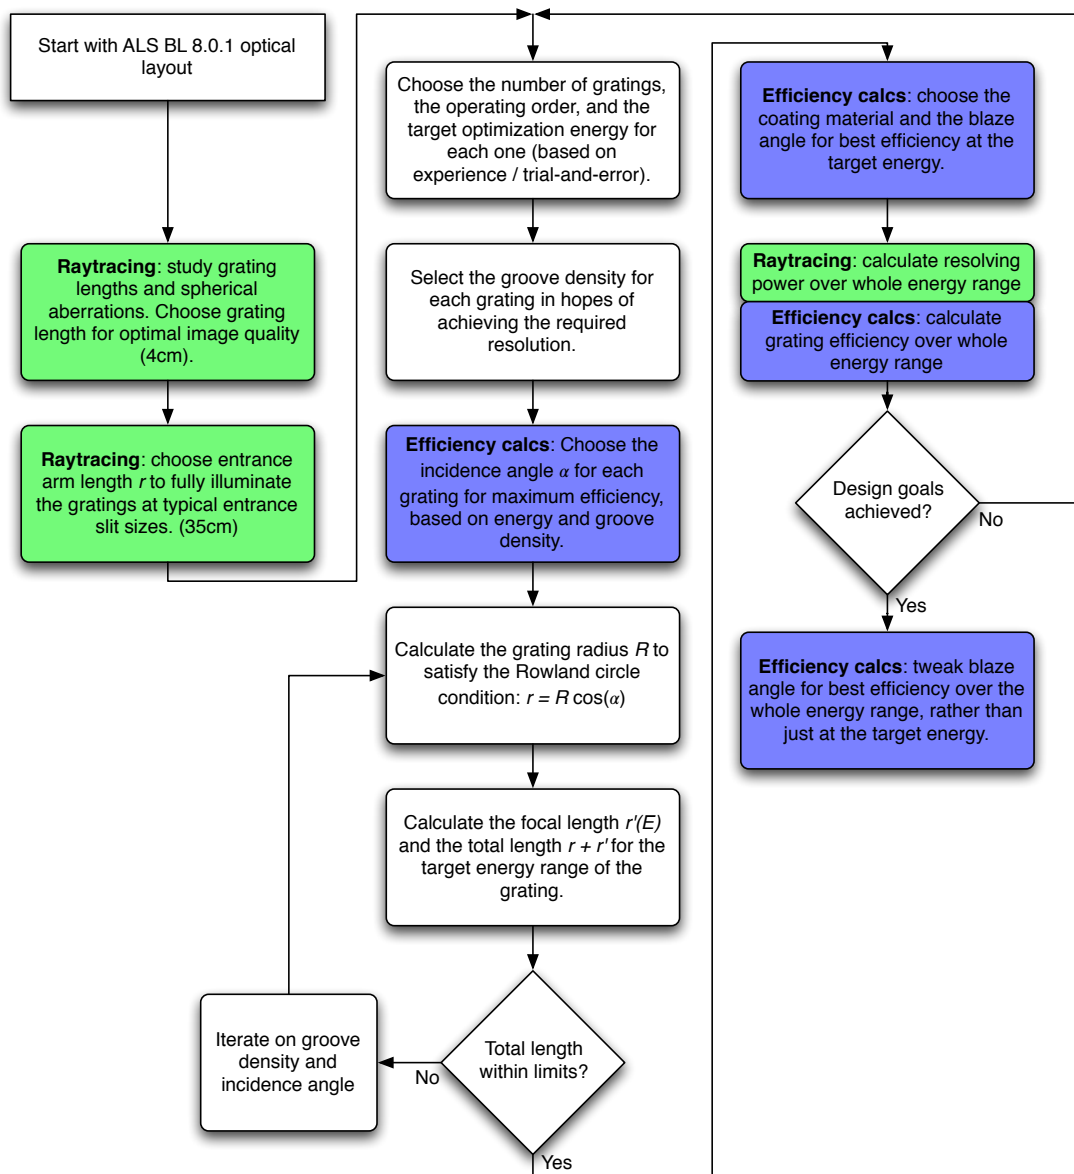 Start with ALS BL 8.0.1 optical
layout
Raytracing: study grating
lengths and spherical
aberrations. Choose grating
length for optimal image quality
(4cm).
Raytracing: choose entrance
arm length r to fully illuminate
the gratings at typical entrance
slit sizes. (35cm)
Choose the number of gratings,
the operating order, and the
target optimization energy for
each one (based on
experience / trial-and-error).
Select the groove density for
each grating in hopes of
achieving the required
resolution.
Efficiency calcs: Choose the
incidence angle α for each
grating for maximum efficiency,
based on energy and groove
density.
Calculate the grating radius R to
satisfy the Rowland circle
condition: r = R cos(α)
Calculate the focal length r'(E)
and the total length r + r' for the
target energy range of the
grating.
Total length
within limits?
No
Iterate on groove
density and
incidence angle
Yes
Efficiency calcs: choose the
coating material and the blaze
angle for best efficiency at the
target energy.
Raytracing: calculate resolving
power over whole energy range
Efficiency calcs: calculate
grating efficiency over whole
energy range
Design goals
achieved?
No
Yes
Efficiency calcs: tweak blaze
angle for best efficiency over the
whole energy range, rather than
just at the target energy.